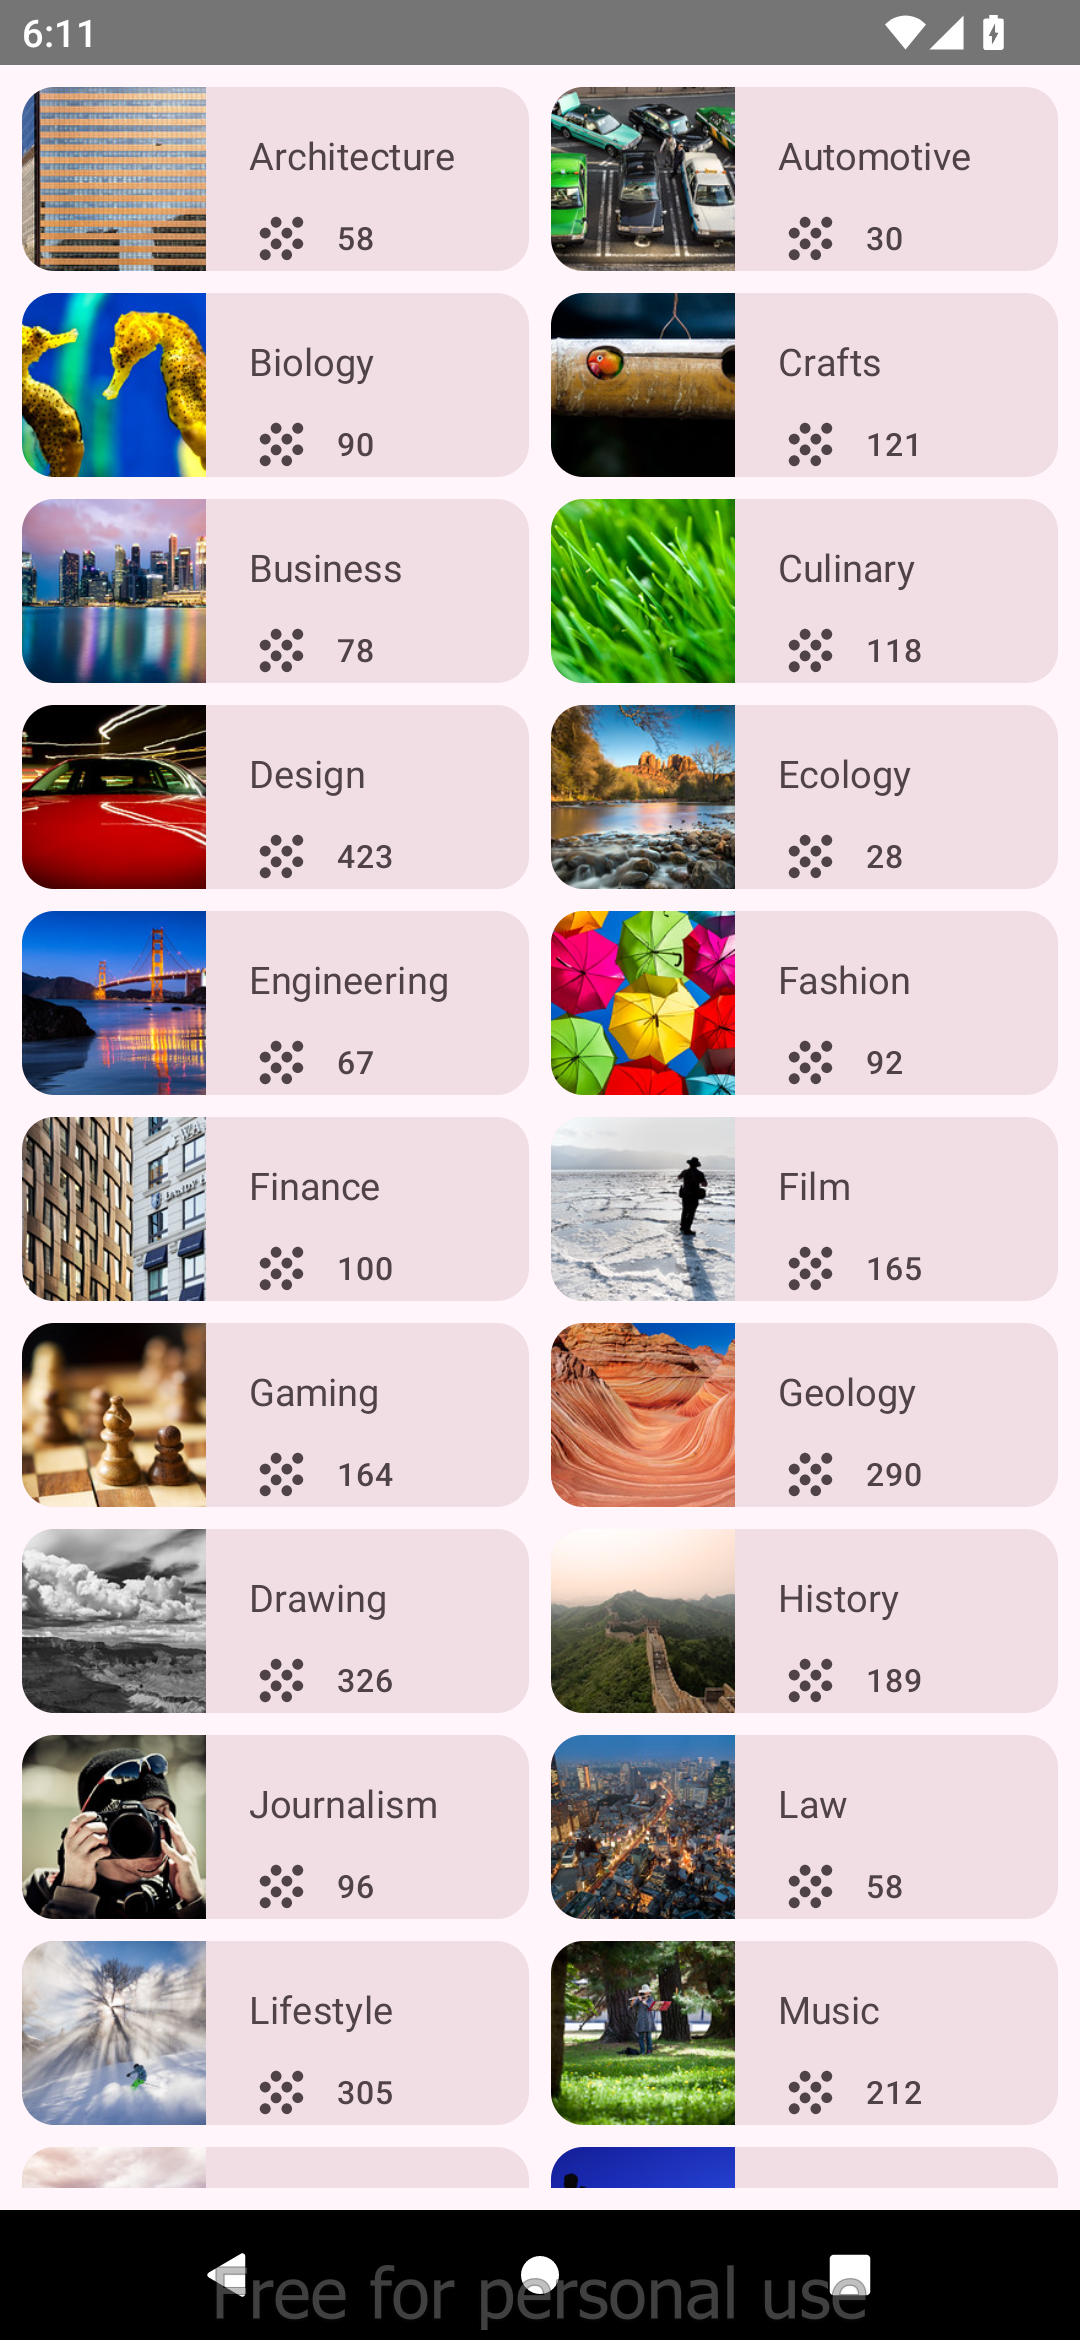 6:11
Architecture
58
Automotive
30
Biology
90
Crafts
121
Business
78
Culinary
118
Design
423
Ecology
28
Engineering
67
Fashion
92
Finance
100
Film
165
Gaming
164
Geology
290
Drawing
326
History
189
Journalism
96
Law
58
Lifestyle
305
Music
212
Free for personal use